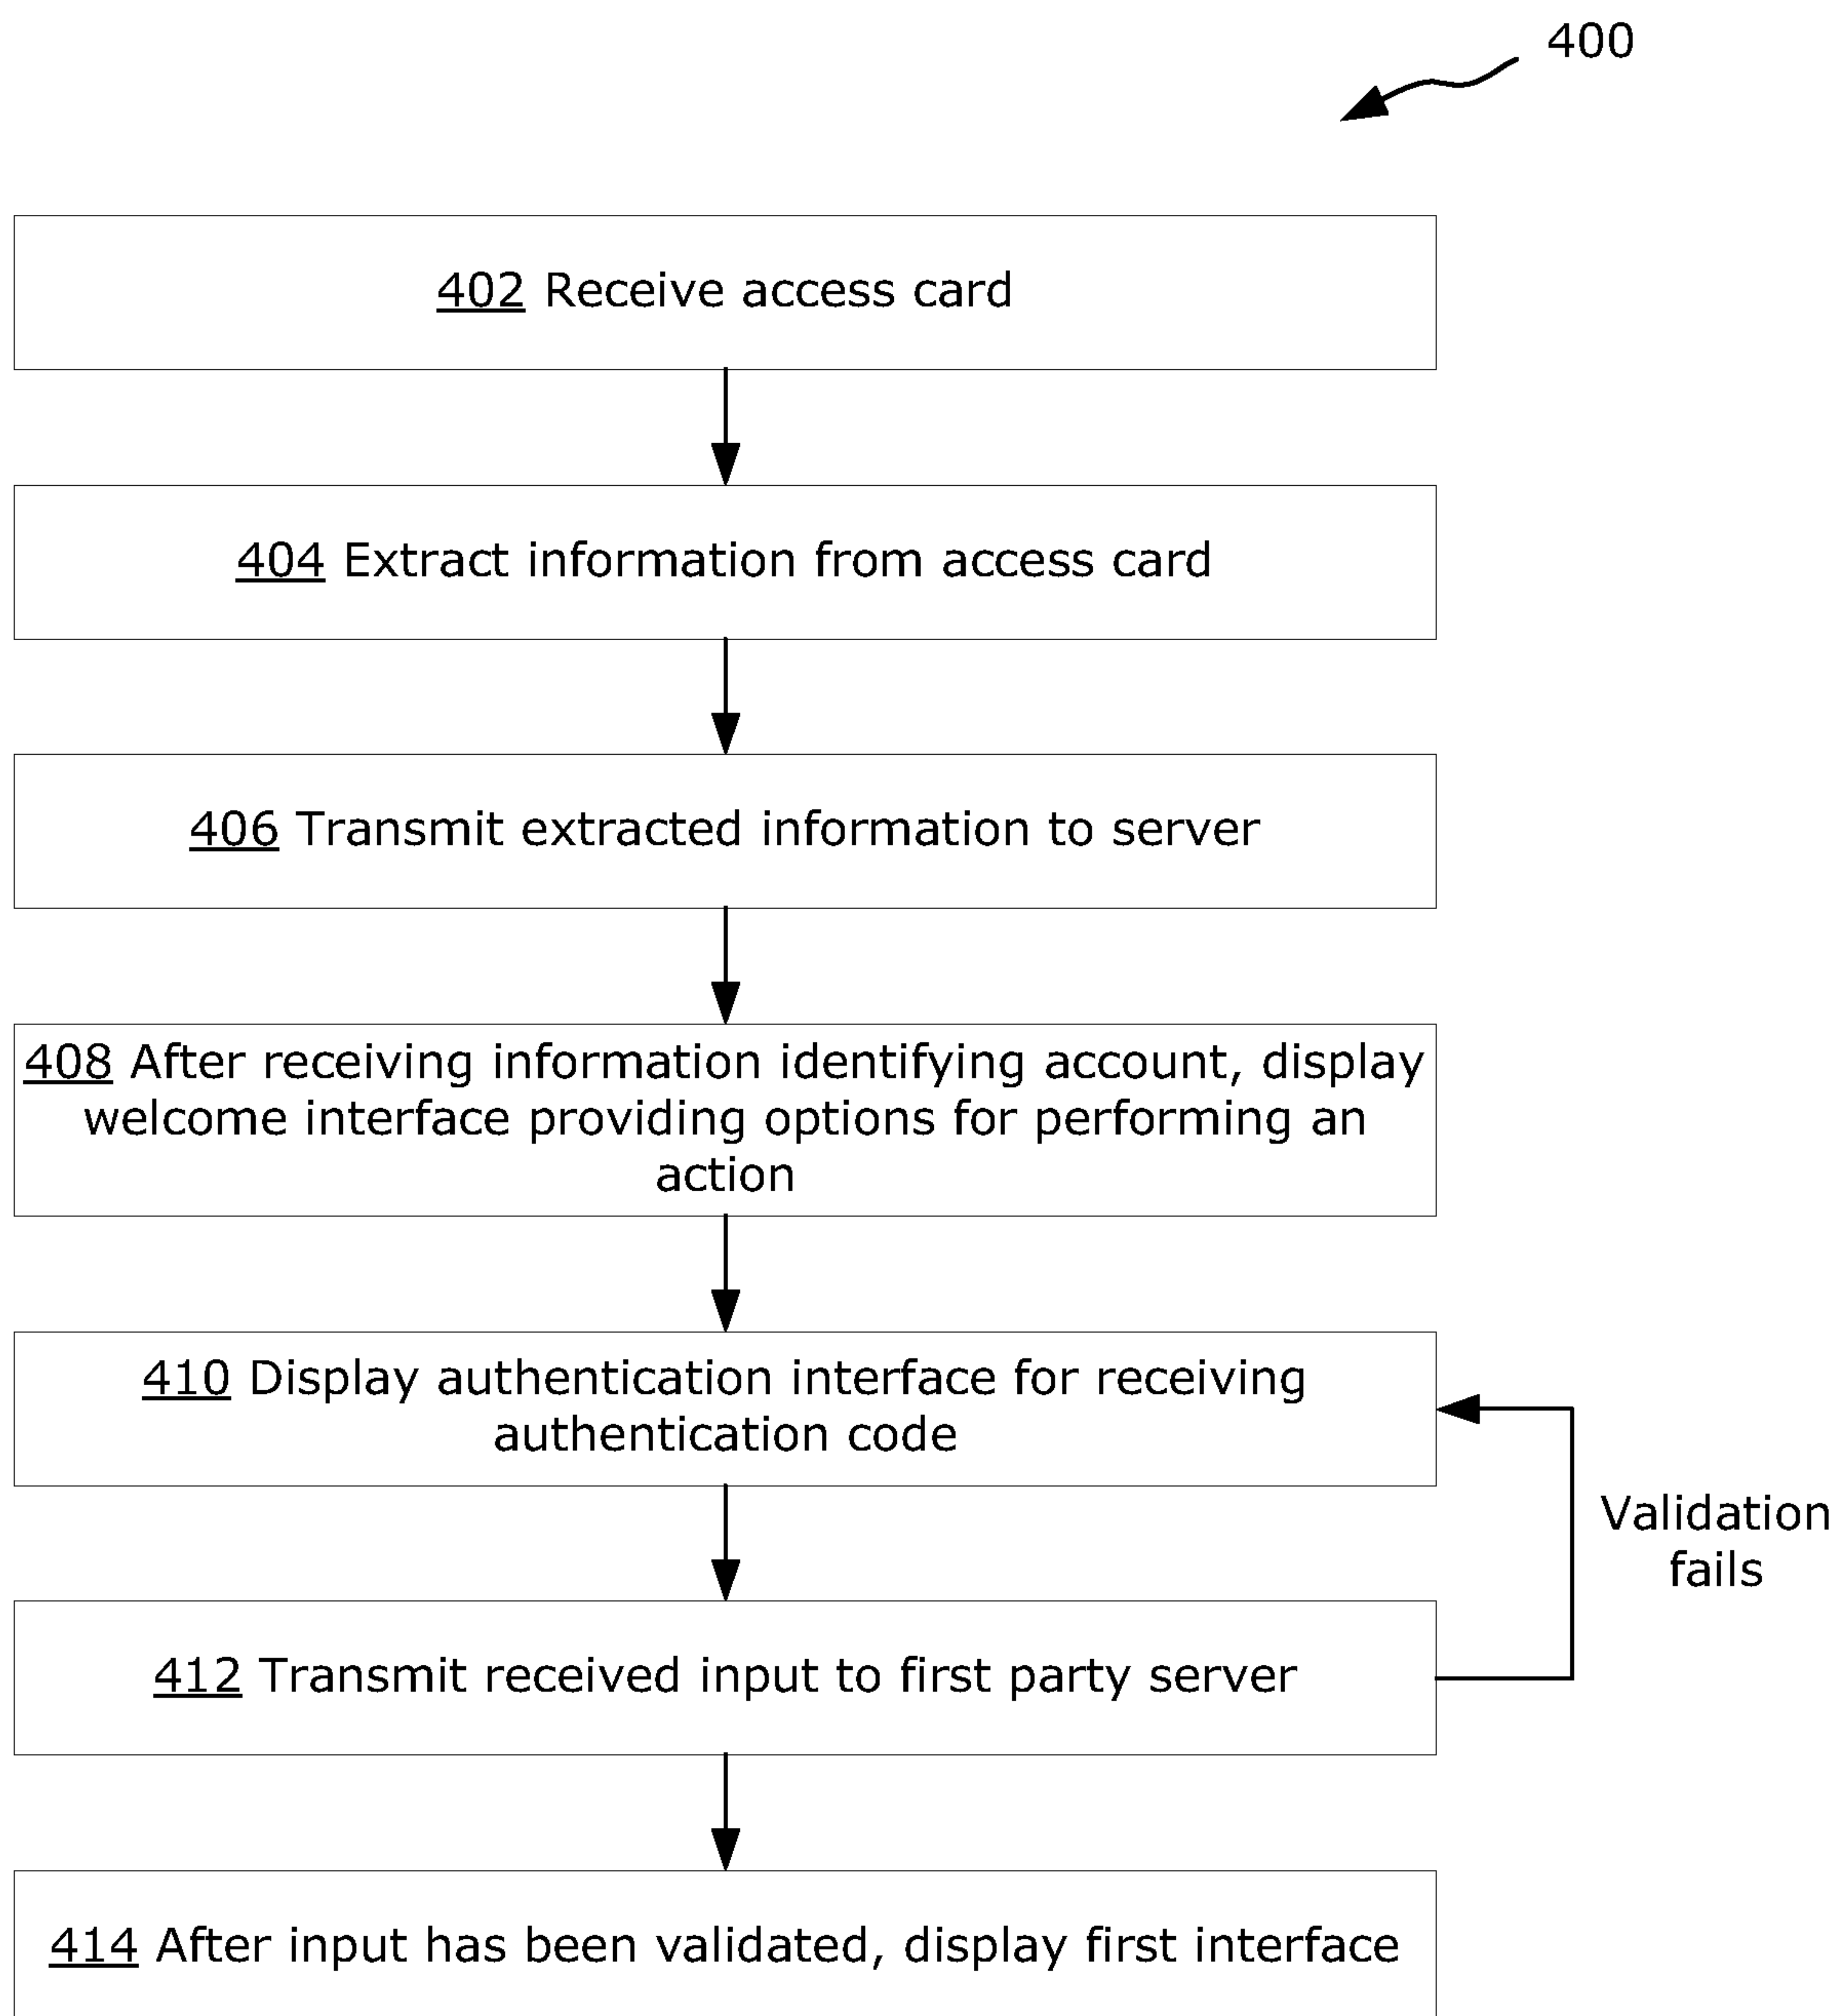 400
402 Receive access card
404 Extract information from access card
406 Transmit extracted information to server
408 After receiving information identifying account, display
welcome interface providing options for performing an
action
410 Display authentication interface for receiving
authentication code
Validation
fails
412 Transmit received input to first party server
414 After input has been validated, display first interface